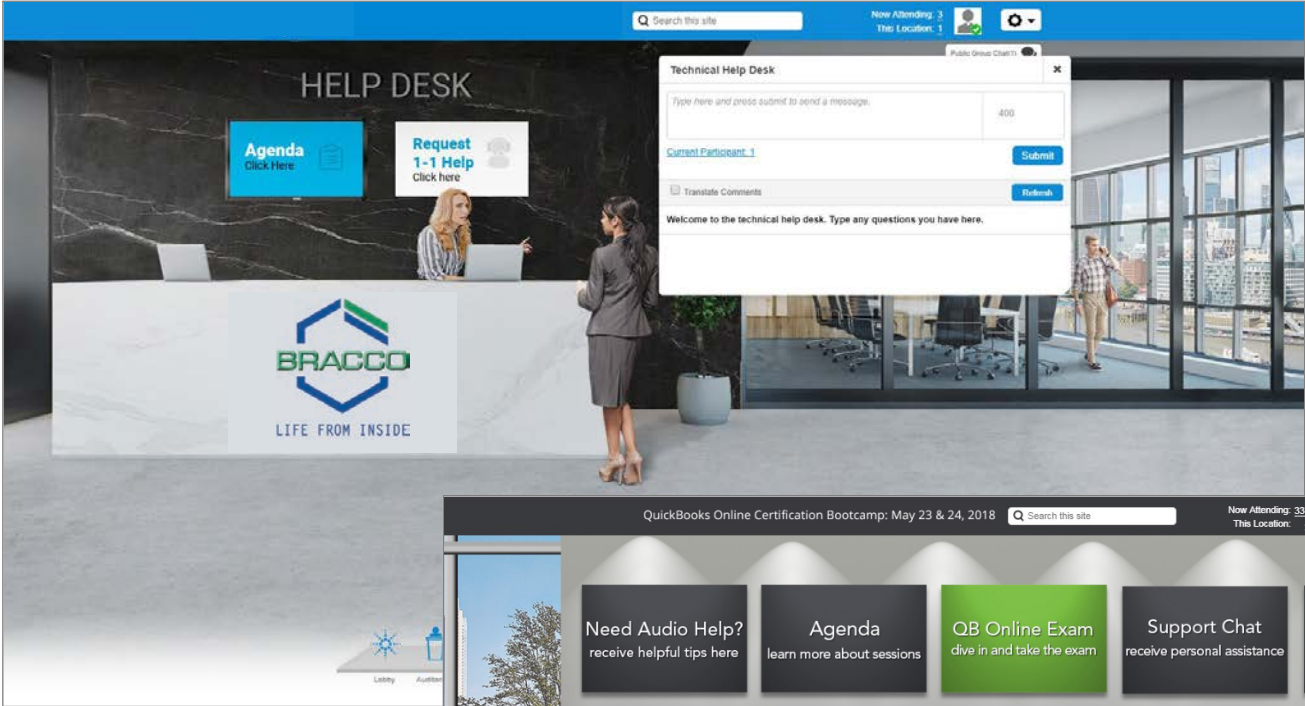 Search this site
Now Attending: 3
This Location: 1
Public Group Chat(1)
HELP DESK
Agenda
Click Here
Request
1-1 Help
Click here
Technical Help Desk
Type here and press submit to send a message.
400
Current Participant: 1
Submit
Translate Comments
Refresh
Welcome to the technical help desk. Type any questions you have here.
BRACCO
LIFE FROM INSIDE
Lobby
QuickBooks Online Certification Bootcamp: May 23 & 24, 2018
Search this site
Now Attending: 33
This Location:
Need Audio Help?
receive helpful tips here
Agenda
learn more about sessions
QB Online Exam
dive in and take the exam
Support Chat
receive personal assistance